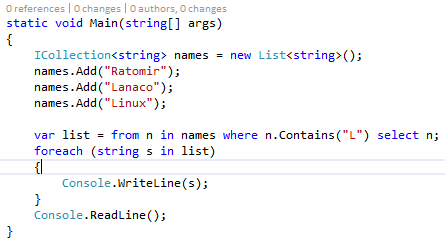 0 references | 0 changes | 0 authors, 0 changes
static void Main(string[] args)
{
    ICollection<string> names = new List<string>();
    names.Add("Ratomir");
    names.Add("Lanaco");
    names.Add("Linux");

    var list = from n in names where n.Contains("L") select n;
    foreach (string s in list)
    {
        Console.WriteLine(s);
    }
    Console.ReadLine();
}